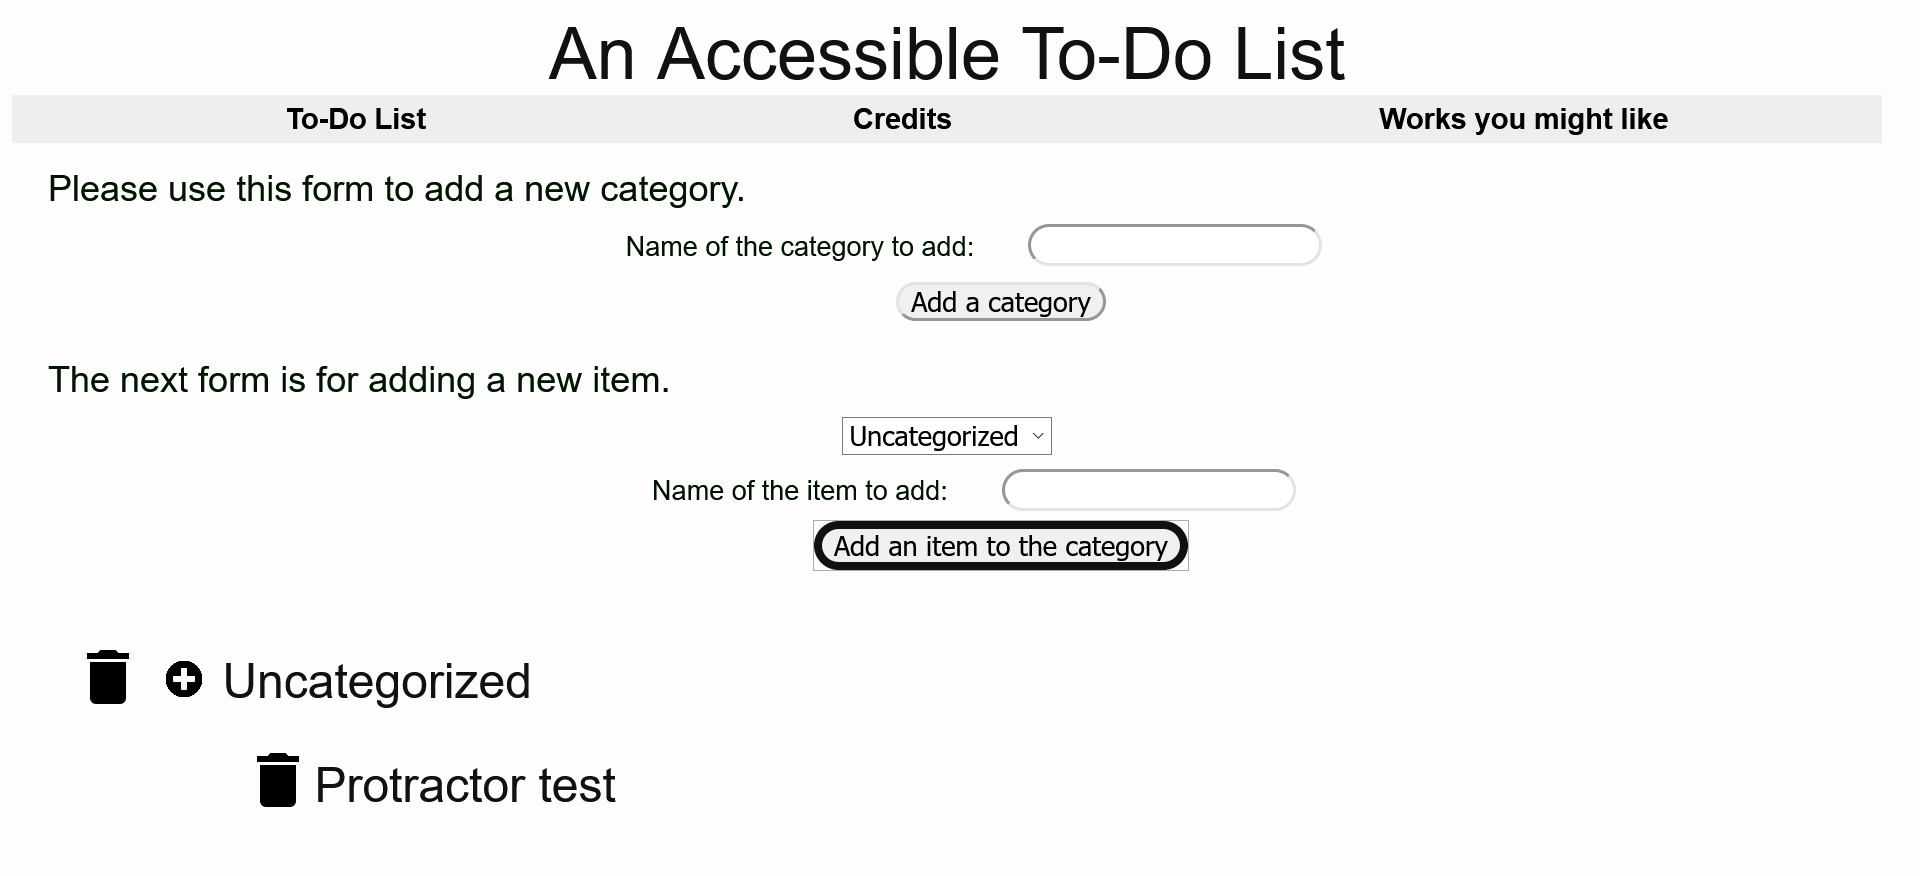 An Accessible To-Do List
To-Do List Credits Works you might like
Please use this form to add a new category.
Name of the category to add:
Add a category
The next form is for adding a new item.
Uncategorized
Name of the item to add:
Add an item to the category
Uncategorized
Protractor test